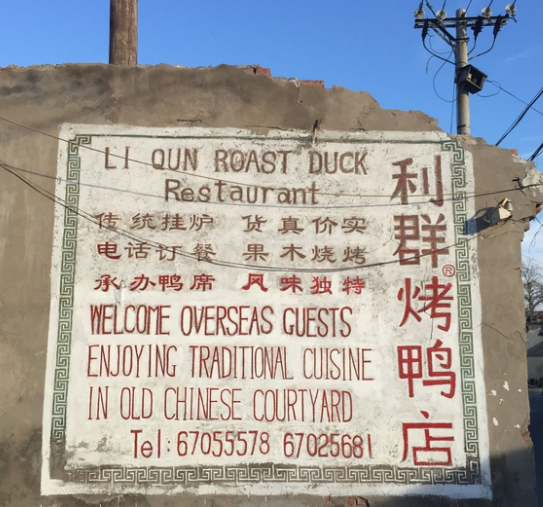 LI QUN ROAST DUCK
Restaurant
传统挂炉 货真价实
电话订餐 果木烧烤
承办鸭席 风味独特
WELCOME OVERSEAS GUESTS
ENJOYING TRADITIONAL CUISINE
IN OLD CHINESE COURTYARD
Tel: 67055578 67025681
利群®烤鸭店